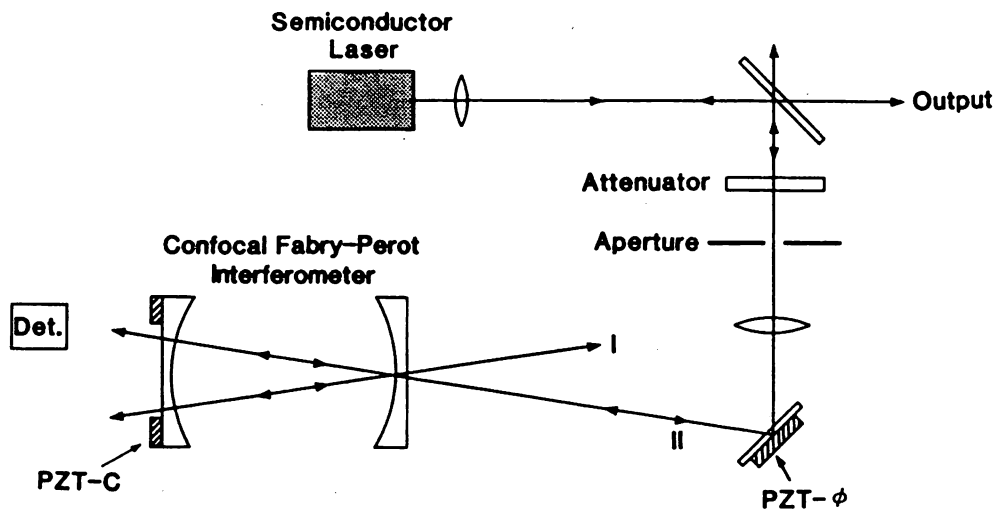 Semiconductor
Laser
Output
Attenuator
Aperture
Confocal Fabry-Perot
Interferometer
Det.
I
II
PZT-C
PZT-ϕ